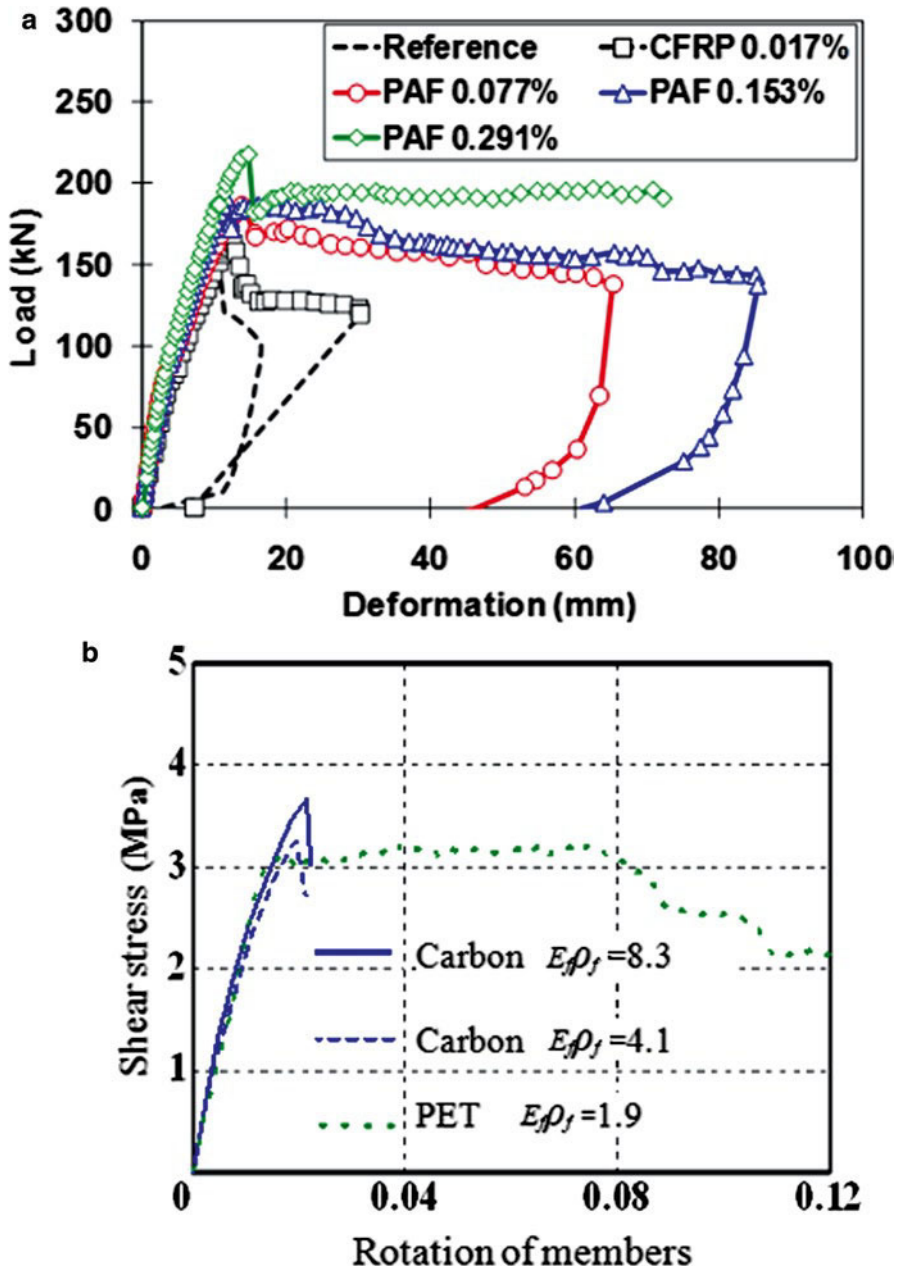 a
300
250
200
150
100
50
0
Load (kN)
Reference
CFRP 0.017%
PAF 0.077%
PAF 0.153%
PAF 0.291%
0 20 40 60 80 100
Deformation (mm)
b
5
4
3
2
1
Shear stress (MPa)
Carbon E_fρ_f=8.3
Carbon E_fρ_f=4.1
PET E_fρ_f=1.9
0 0.04 0.08 0.12
Rotation of members